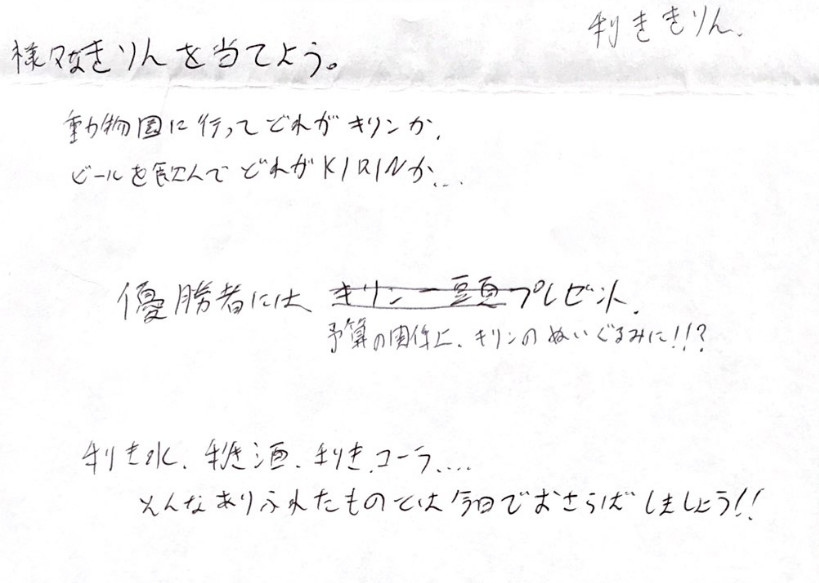 利ききりん.
様々なきりんを当てよう。
動物園に行ってどれがキリンか.
ビールを飲んでどれがKIRINか...
優勝者には キリン一頭プレゼント.
予算の関係上、キリンのぬいぐるみに!!?
利き水、利き酒、利きコーラ....
そんなありふれたものとは今日でおさらばしましょう!!